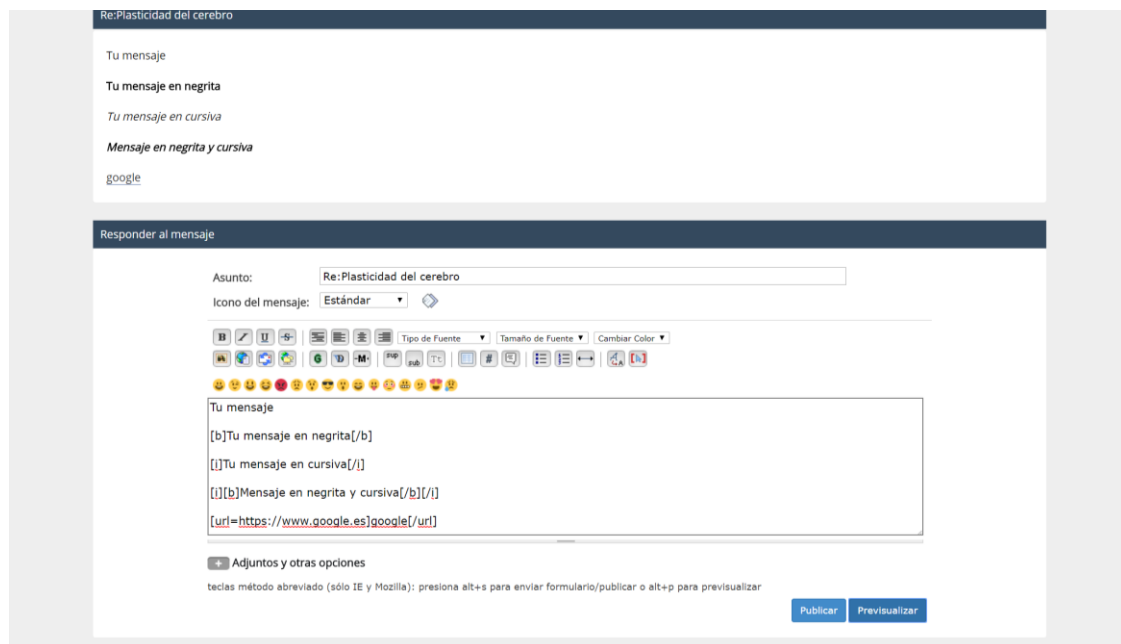 Re:Plasticidad del cerebro
Tu mensaje
Tu mensaje en negrita
Tu mensaje en cursiva
Mensaje en negrita y cursiva
google
Responder al mensaje
Asunto: Re:Plasticidad del cerebro
Icono del mensaje: Estándar
B I U S Tipo de Fuente Tamaño de Fuente Cambiar Color
G M sup sub Tt #
Tu mensaje
[b]Tu mensaje en negrita[/b]
[i]Tu mensaje en cursiva[/i]
[i][b]Mensaje en negrita y cursiva[/b][/i]
[url=https://www.google.es]google[/url]
+ Adjuntos y otras opciones
teclas método abreviado (sólo IE y Mozilla): presiona alt+s para enviar formulario/publicar o alt+p para previsualizar
Publicar Previsualizar